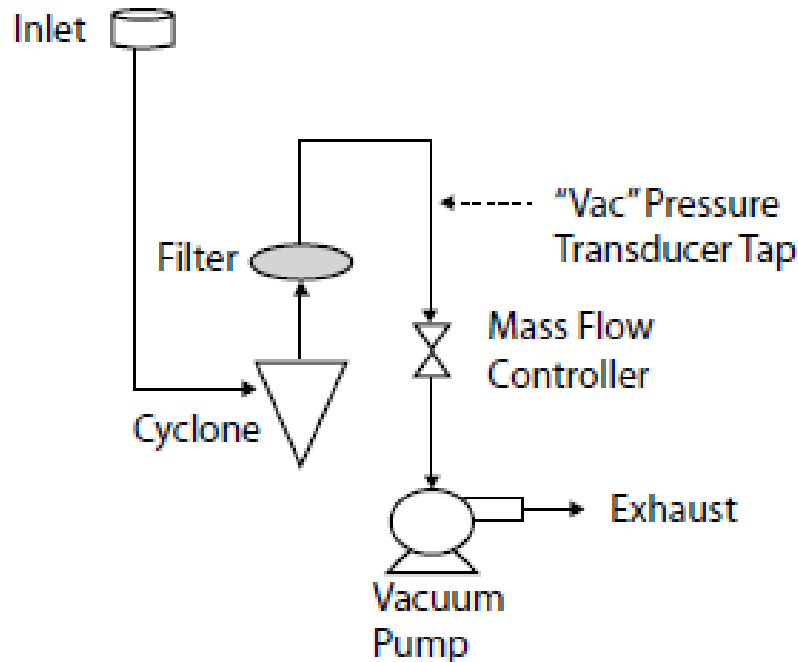 Inlet
“Vac” Pressure
Transducer Tap
Filter
Mass Flow
Controller
Cyclone
Exhaust
Vacuum
Pump